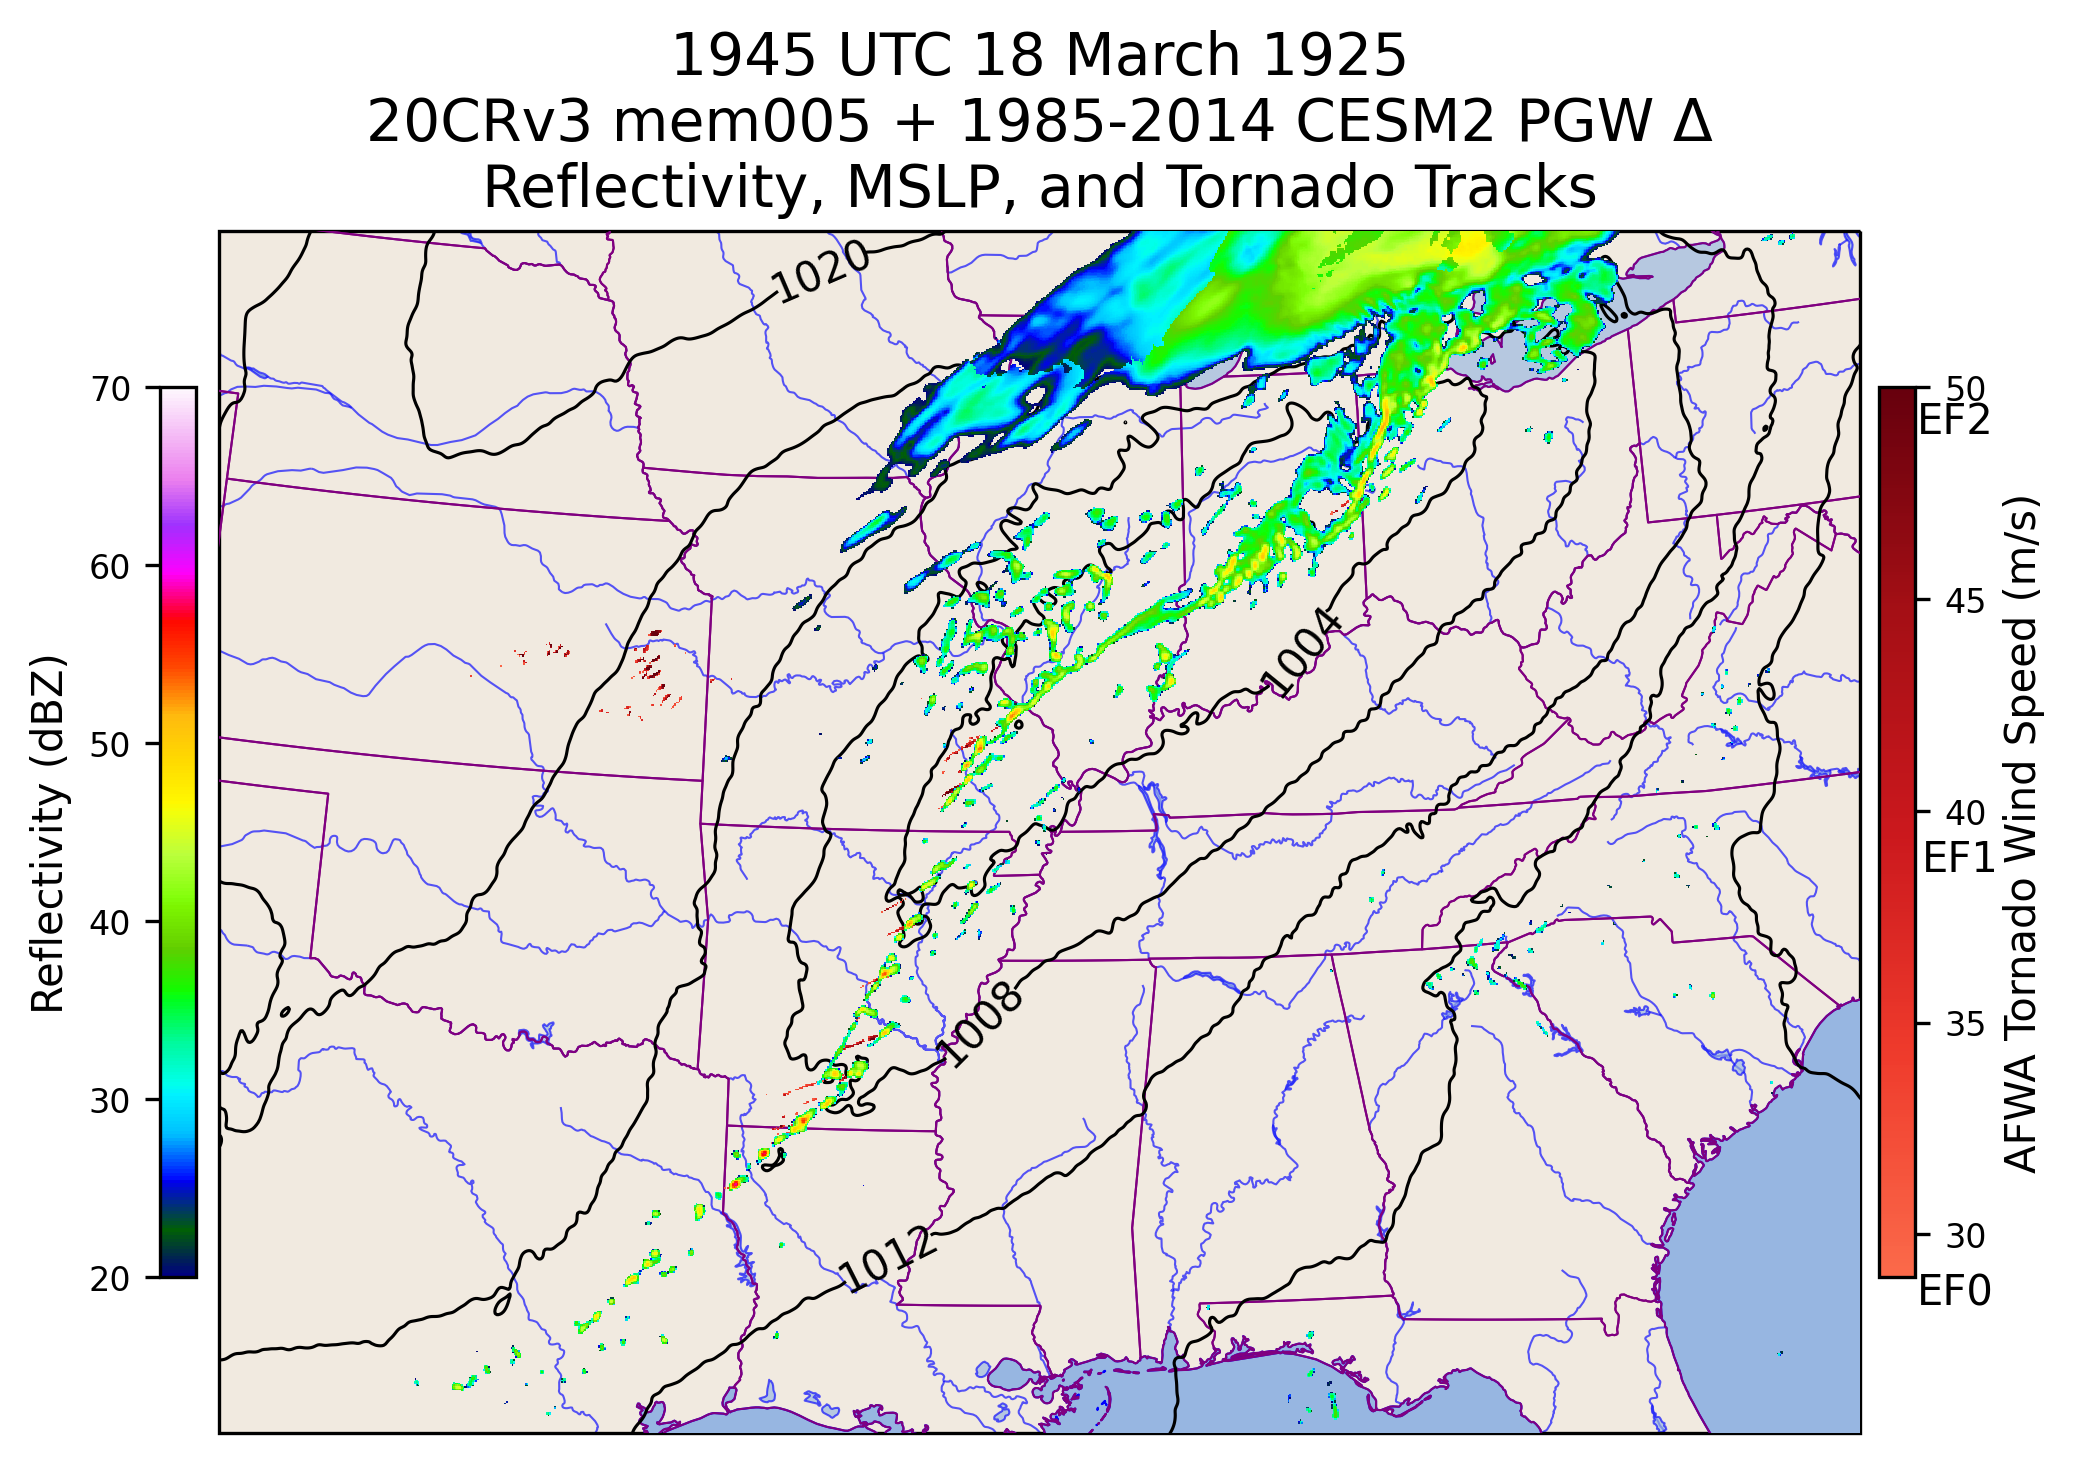 1945 UTC 18 March 1925
20CRv3 mem005 + 1985-2014 CESM2 PGW Δ
Reflectivity, MSLP, and Tornado Tracks
1020
1004
1008
1012
70
60
50
40
30
20
Reflectivity (dBZ)
50
EF2
45
40
EF1
35
30
EF0
AFWA Tornado Wind Speed (m/s)